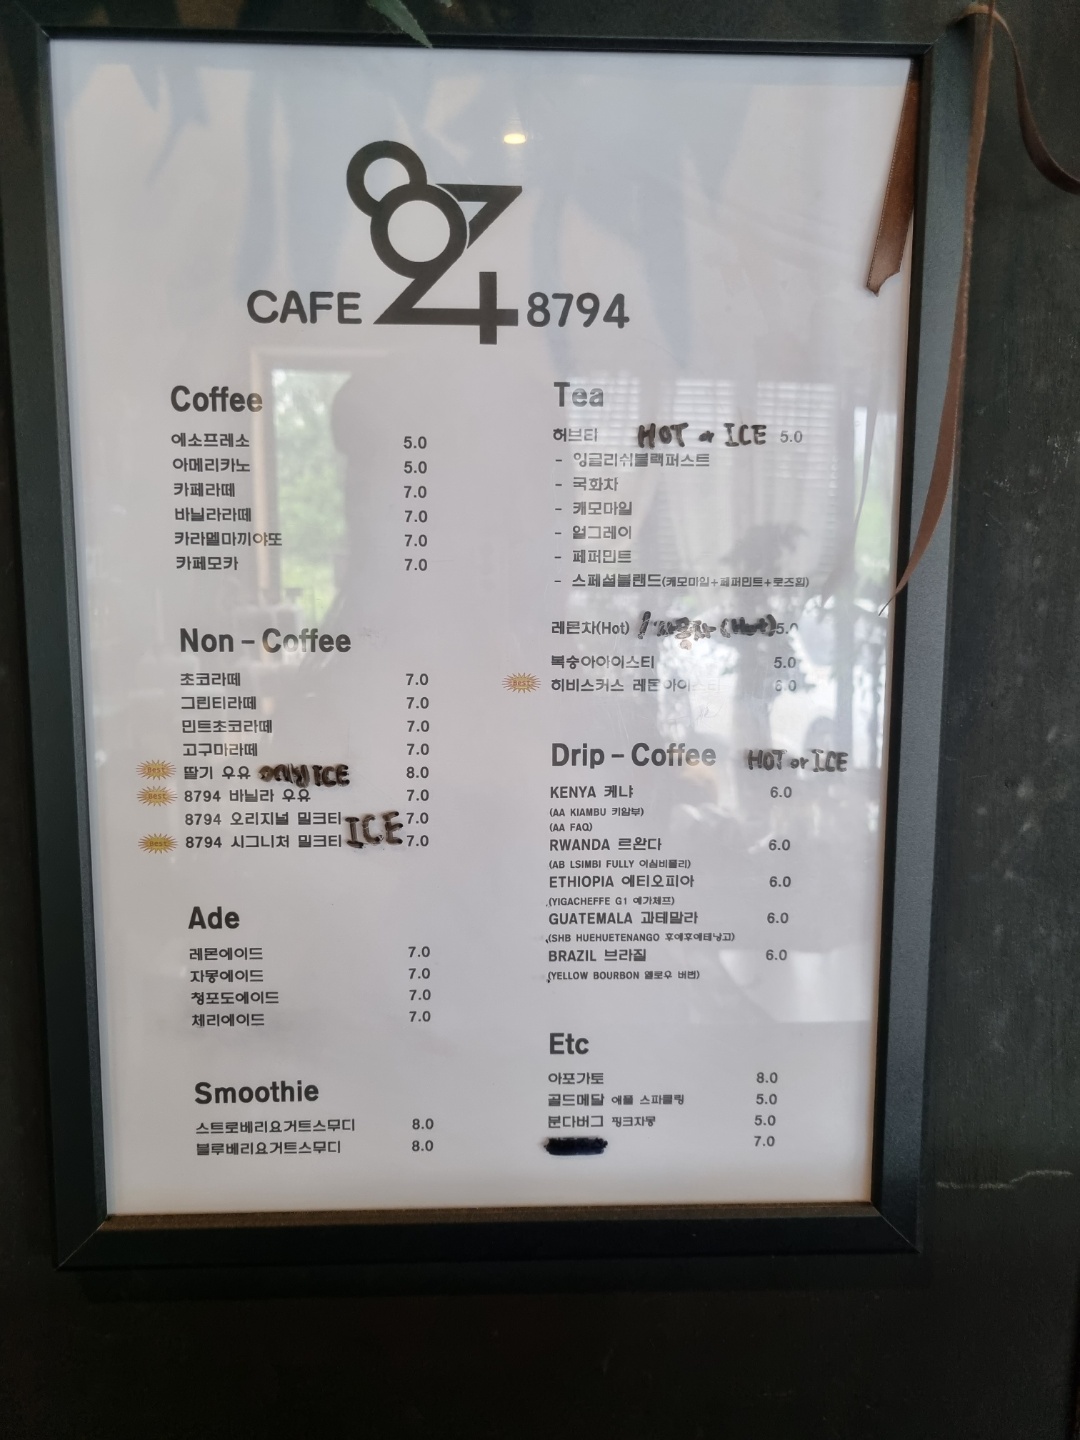 CAFE 8794 8794
Coffee
에소프레소 5.0
아메리카노 5.0
카페라떼 7.0
바닐라라떼 7.0
카라멜마끼야또 7.0
카페모카 7.0
Non - Coffee
초코라떼 7.0
그린티라떼 7.0
민트초코라떼 7.0
고구마라떼 7.0
best 딸기 우유 ICE 8.0
best 8794 바닐라 우유 7.0
8794 오리지널 밀크티 ICE 7.0
best 8794 시그니처 밀크티 7.0
Ade
레몬에이드 7.0
자몽에이드 7.0
청포도에이드 7.0
체리에이드 7.0
Smoothie
스트로베리요거트스무디 8.0
블루베리요거트스무디 8.0
Tea
허브티 HOT or ICE 5.0
- 잉글리쉬블랙퍼스트
- 국화차
- 캐모마일
- 얼그레이
- 페퍼민트
- 스페셜블랜드(캐모마일+페퍼민트+로즈힙)
레몬차(Hot) 5.0
복숭아아이스티 5.0
best 히비스커스 레몬아이스티 6.0
Drip - Coffee HOT or ICE
KENYA 케냐 6.0
(AA KIAMBU 키암부)
(AA FAQ)
RWANDA 르완다 6.0
(AB LSIMBI FULLY 이심비풀리)
ETHIOPIA 에티오피아 6.0
(YIGACHEFFE G1 예가체프)
GUATEMALA 과테말라 6.0
(SHB HUEHUETENANGO 후에후에테낭고)
BRAZIL 브라질 6.0
(YELLOW BOURBON 옐로우 버번)
Etc
아포가토 8.0
골드메달 애플 스파클링 5.0
분다버그 핑크자몽 5.0
7.0